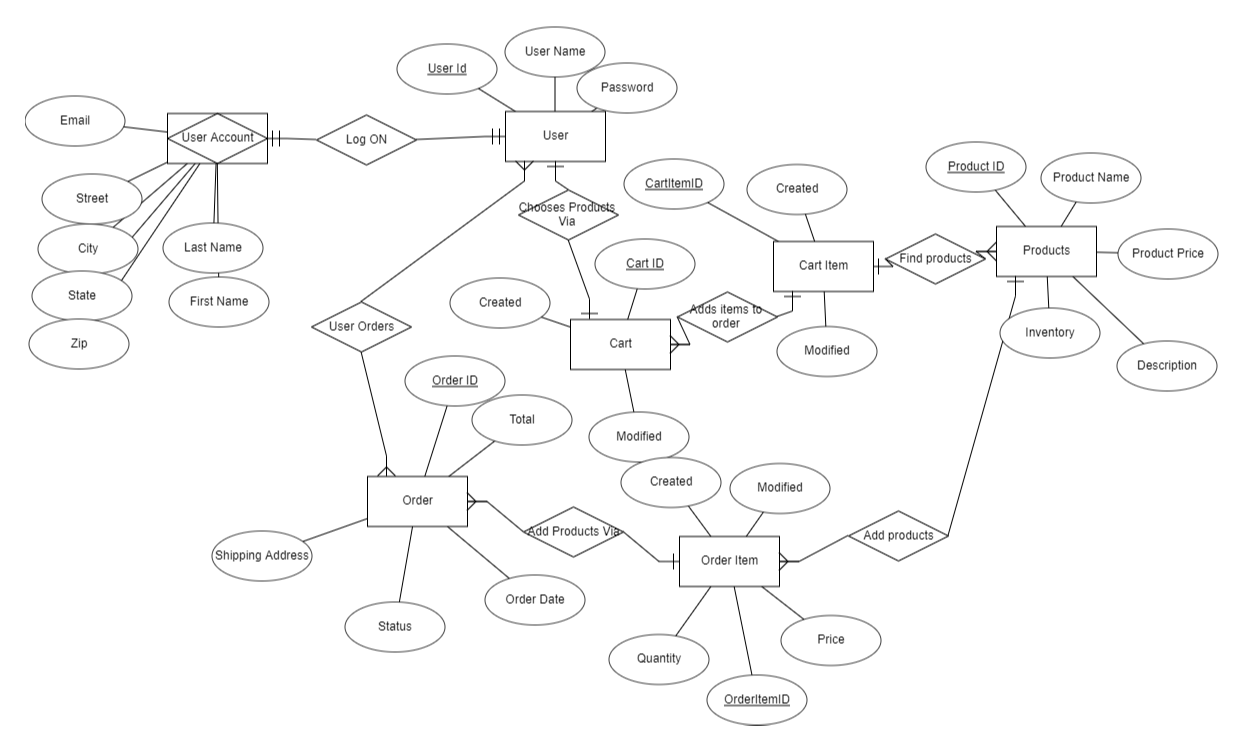 User Name
User Id
Password
Email
User Account
Log ON
User
Product ID
Product Name
CartItemID
Created
Street
Chooses Products
Via
City
Last Name
Products
Product Price
Cart ID
Cart Item
Find products
State
First Name
Created
Adds items to
order
User Orders
Zip
Cart
Modified
Inventory
Description
Order ID
Total
Modified
Created
Modified
Order
Add Products Via
Add products
Shipping Address
Order Item
Order Date
Status
Price
Quantity
OrderItemID